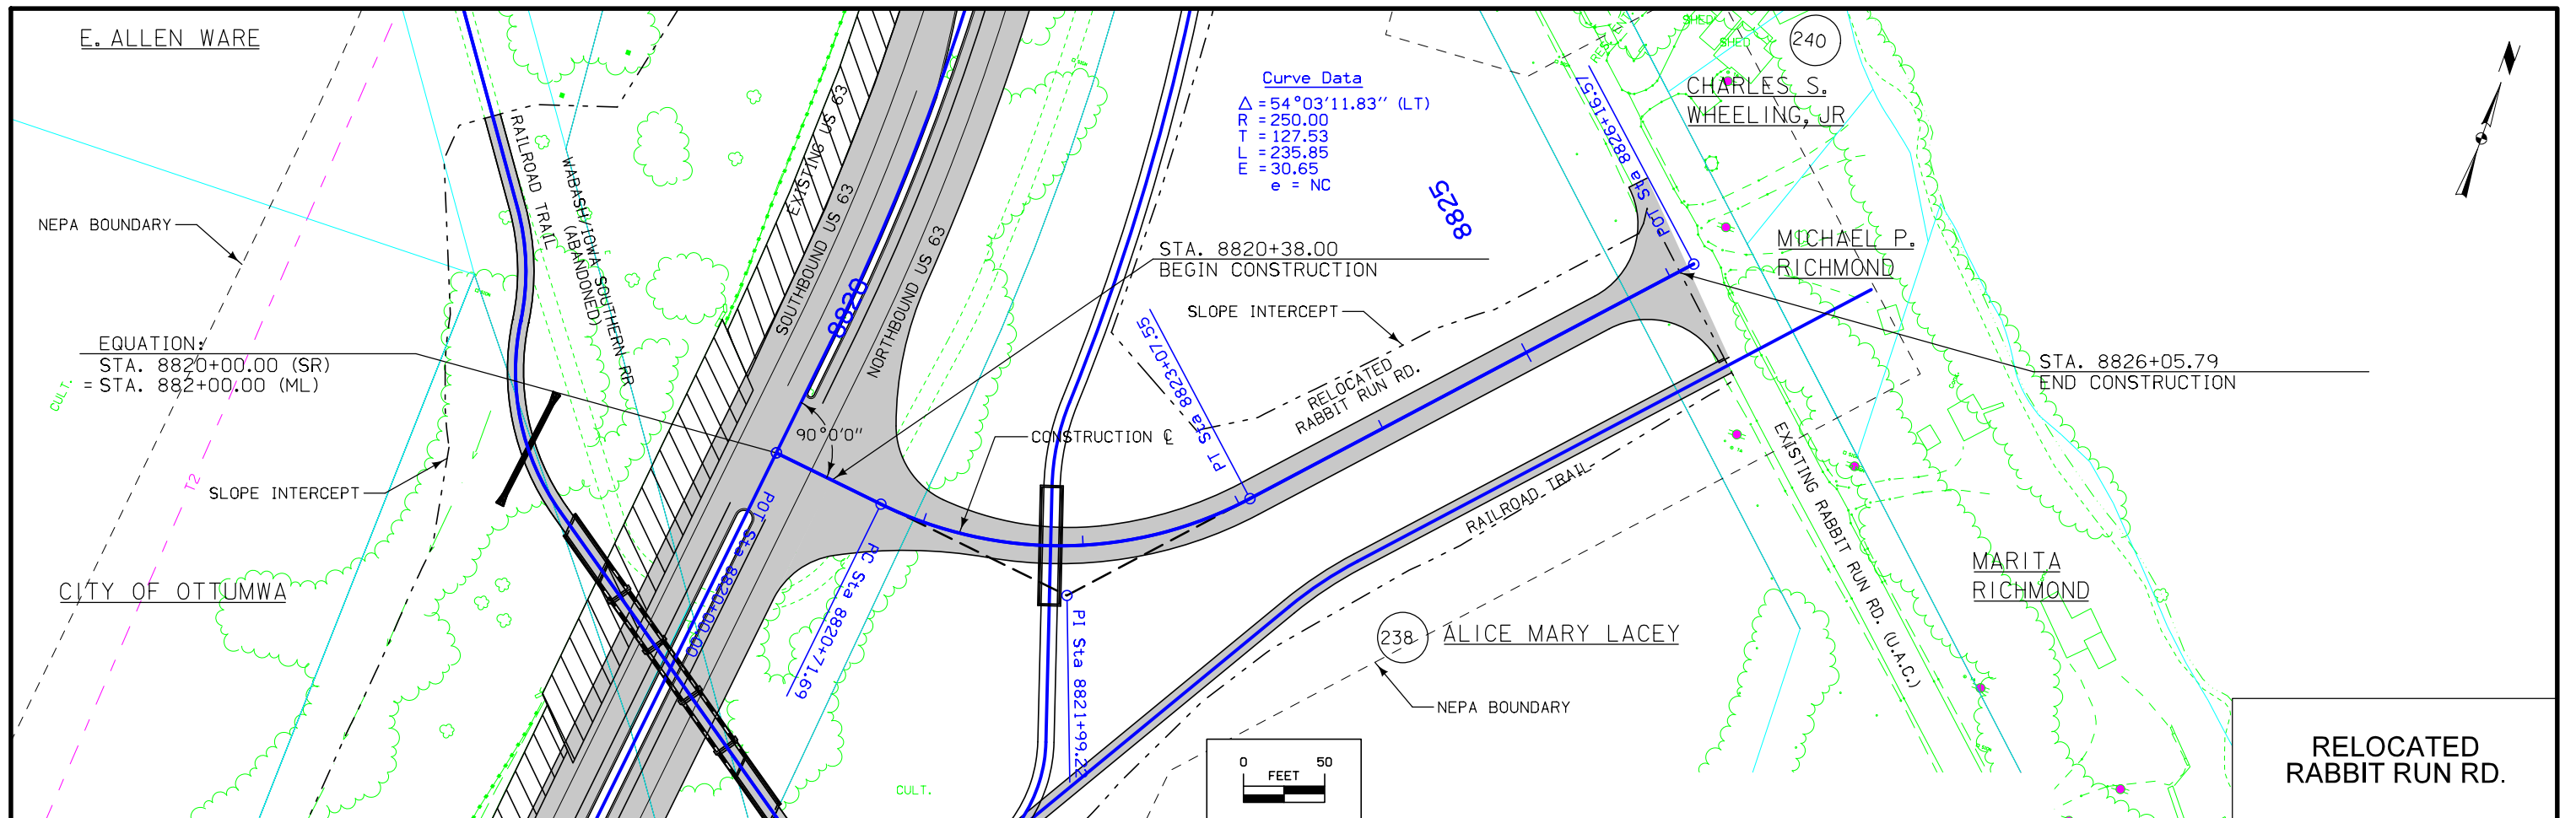 E. ALLEN WARE
NEPA BOUNDARY
EQUATION:
STA. 8820+00.00 (SR)
= STA. 882+00.00 (ML)
CULT.
T2
SLOPE INTERCEPT
CITY OF OTTUMWA
RAILROAD TRAIL
WABASH/IOWA SOUTHERN RR
(ABANDONED)
EXISTING US 63
SOUTHBOUND US 63
8820
NORTHBOUND US 63
90°0'0"
POT Sta 8820+00.00
PC Sta 8820+71.69
CULT.
Curve Data
Δ = 54°03'11.83" (LT)
R = 250.00
T = 127.53
L = 235.85
E = 30.65
e = NC
8825
STA. 8820+38.00
BEGIN CONSTRUCTION
SLOPE INTERCEPT
CONSTRUCTION ℄
PT Sta 8823+07.55
RELOCATED
RABBIT RUN RD.
PI Sta 8821+99.22
RAILROAD TRAIL
238
ALICE MARY LACEY
NEPA BOUNDARY
0 50
FEET
POT Sta 8826+16.57
RES.
SHED
SHED
240
CHARLES S.
WHEELING, JR
MICHAEL P.
RICHMOND
STA. 8826+05.79
END CONSTRUCTION
EXISTING RABBIT RUN RD. (U.A.C.)
MARITA
RICHMOND
RELOCATED
RABBIT RUN RD.